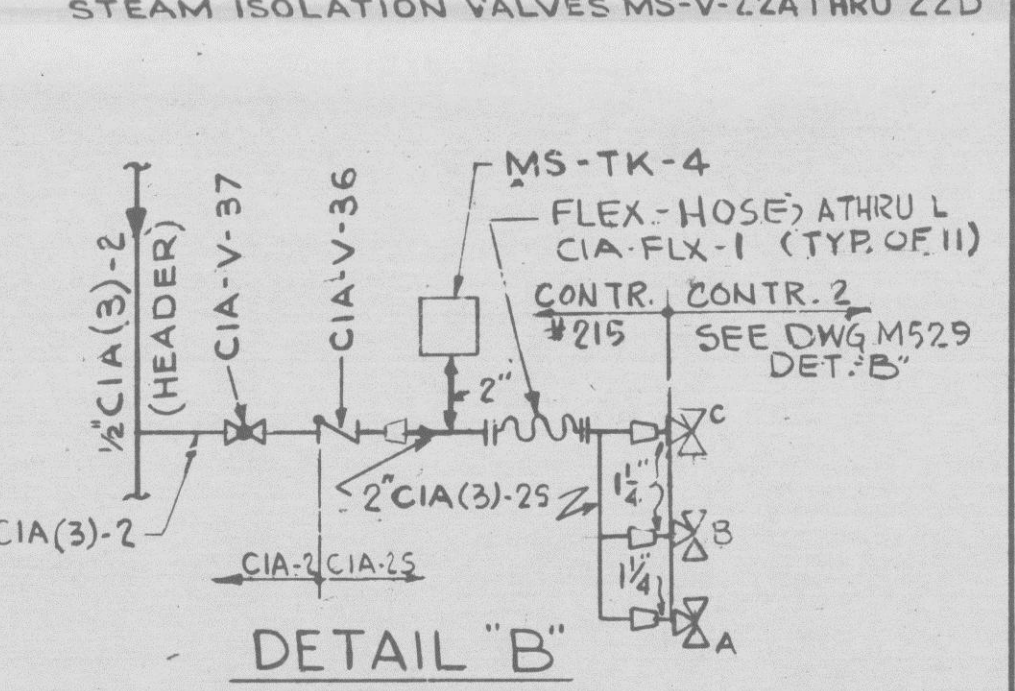 STEAM ISOLATION VALVES MS-V-22A THRU 22D
MS-TK-4
FLEX.-HOSE, A THRU L
CIA-FLX-1 (TYP. OF 11)
CONTR. #215
CONTR. 2
SEE DWG M529
DET. "B"
½" CIA(3)-2
(HEADER)
CIA-V-37
CIA-V-36
2"
2" CIA(3)-2S
1¼"
1¼"
C
B
A
CIA(3)-2
CIA-2
CIA-2S
DETAIL "B"